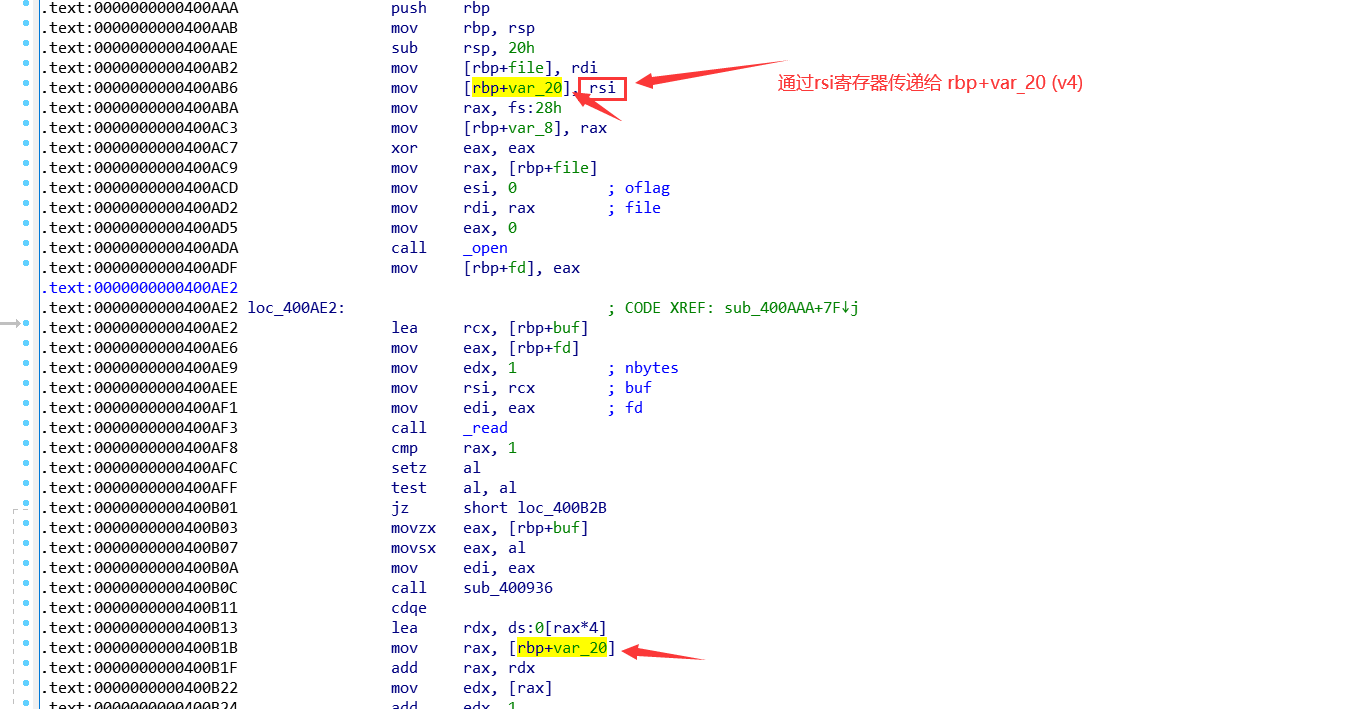 .text:0000000000400AAA push rbp
.text:0000000000400AAB mov rbp, rsp
.text:0000000000400AAE sub rsp, 20h
.text:0000000000400AB2 mov [rbp+file], rdi
.text:0000000000400AB6 mov [rbp+var_20], rsi 通过rsi寄存器传递给 rbp+var_20 (v4)
.text:0000000000400ABA mov rax, fs:28h
.text:0000000000400AC3 mov [rbp+var_8], rax
.text:0000000000400AC7 xor eax, eax
.text:0000000000400AC9 mov rax, [rbp+file]
.text:0000000000400ACD mov esi, 0 ; oflag
.text:0000000000400AD2 mov rdi, rax ; file
.text:0000000000400AD5 mov eax, 0
.text:0000000000400ADA call _open
.text:0000000000400ADF mov [rbp+fd], eax
.text:0000000000400AE2
.text:0000000000400AE2 loc_400AE2: ; CODE XREF: sub_400AAA+7F↓j
.text:0000000000400AE2 lea rcx, [rbp+buf]
.text:0000000000400AE6 mov eax, [rbp+fd]
.text:0000000000400AE9 mov edx, 1 ; nbytes
.text:0000000000400AEE mov rsi, rcx ; buf
.text:0000000000400AF1 mov edi, eax ; fd
.text:0000000000400AF3 call _read
.text:0000000000400AF8 cmp rax, 1
.text:0000000000400AFC setz al
.text:0000000000400AFF test al, al
.text:0000000000400B01 jz short loc_400B2B
.text:0000000000400B03 movzx eax, [rbp+buf]
.text:0000000000400B07 movsx eax, al
.text:0000000000400B0A mov edi, eax
.text:0000000000400B0C call sub_400936
.text:0000000000400B11 cdqe
.text:0000000000400B13 lea rdx, ds:0[rax*4]
.text:0000000000400B1B mov rax, [rbp+var_20]
.text:0000000000400B1F add rax, rdx
.text:0000000000400B22 mov edx, [rax]
.text:0000000000400B24 add edx, 1